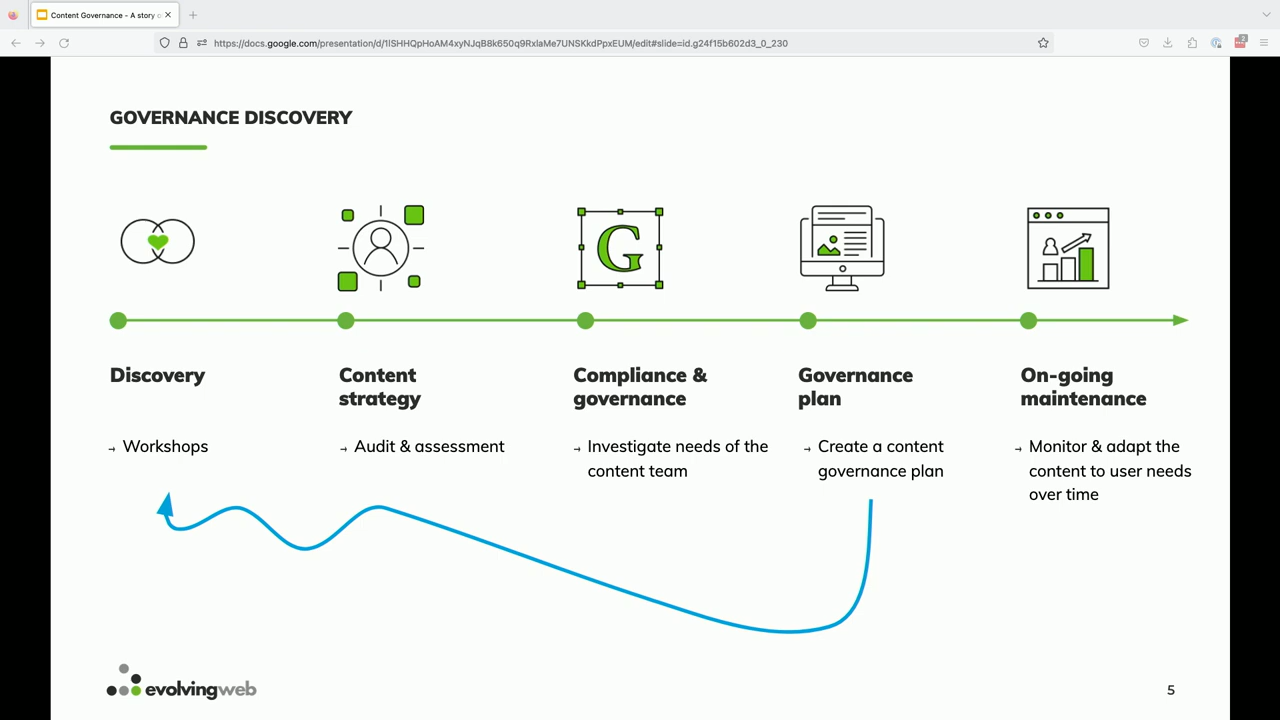 Content Governance - A story o
https://docs.google.com/presentation/d/1lSHHQpHoAM4xyNJqB8k650q9RxlaMe7UNSKkdPpxEUM/edit#slide=id.g24f15b602d3_0_230
GOVERNANCE DISCOVERY
G
Discovery
→ Workshops
Content
strategy
→ Audit & assessment
Compliance &
governance
→ Investigate needs of the
content team
Governance
plan
→ Create a content
governance plan
On-going
maintenance
→ Monitor & adapt the
content to user needs
over time
evolvingweb
5